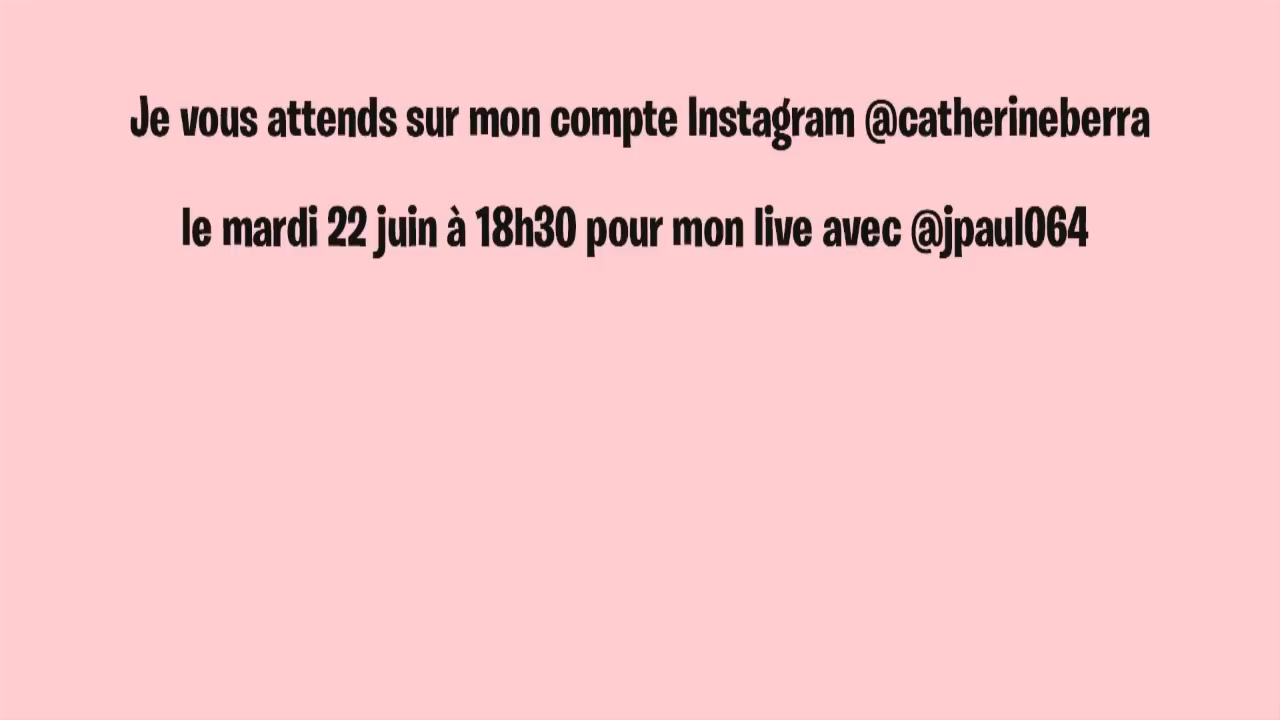 Je vous attends sur mon compte Instagram @catherineberra
le mardi 22 juin à 18h30 pour mon live avec @jpaul064